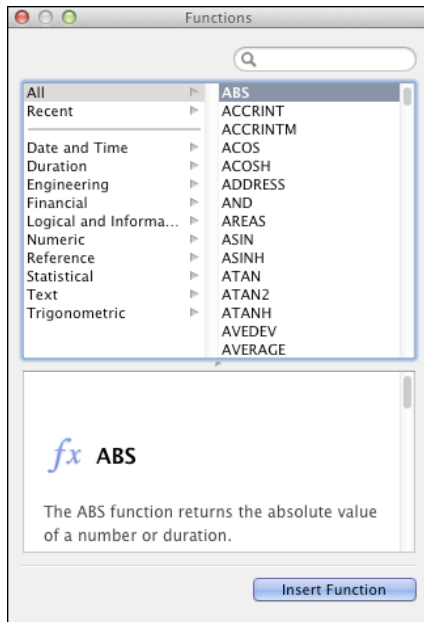 Functions
All
Recent
Date and Time
Duration
Engineering
Financial
Logical and Informa...
Numeric
Reference
Statistical
Text
Trigonometric
ABS
ACCRINT
ACCRINTM
ACOS
ACOSH
ADDRESS
AND
AREAS
ASIN
ASINH
ATAN
ATAN2
ATANH
AVEDEV
AVERAGE
fx ABS
The ABS function returns the absolute value
of a number or duration.
Insert Function